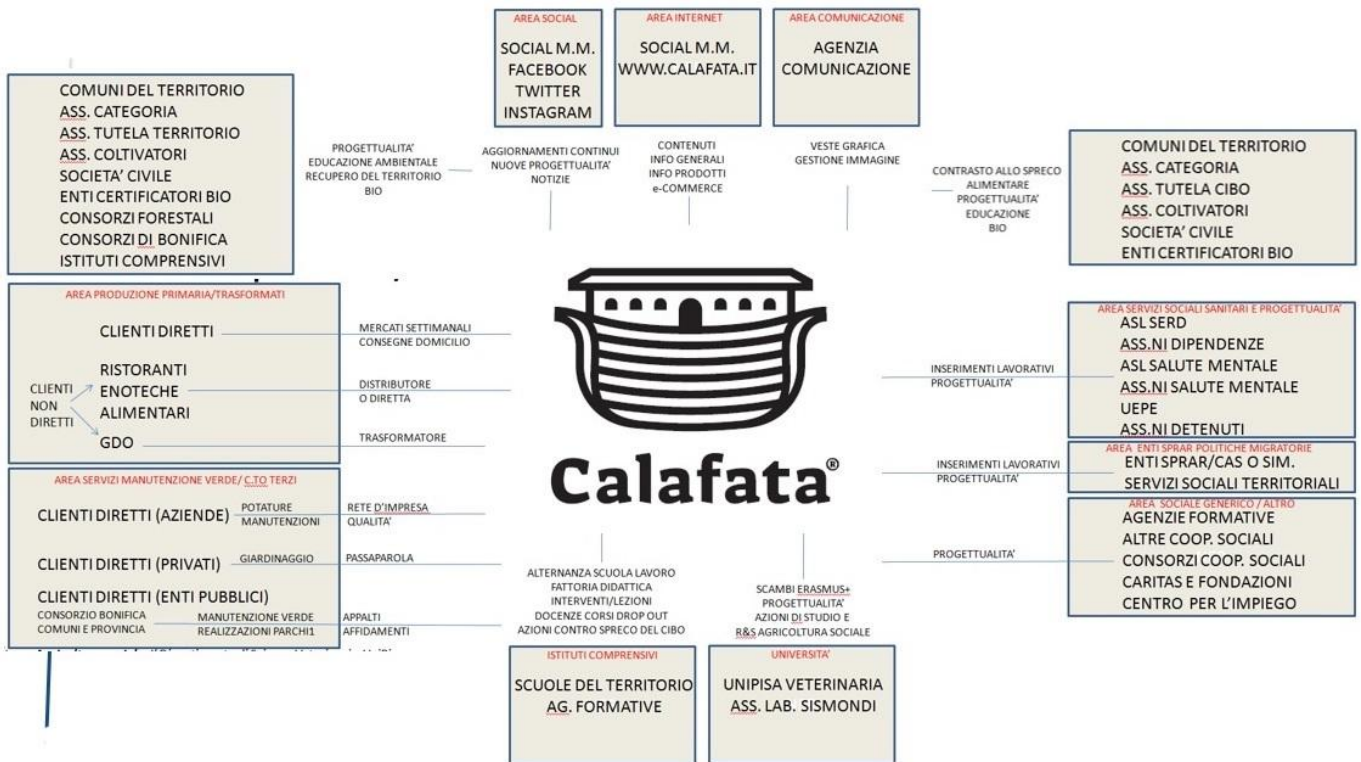 AREA SOCIAL
SOCIAL M.M.
FACEBOOK
TWITTER
INSTAGRAM
AREA INTERNET
SOCIAL M.M.
WWW.CALAFATA.IT
AREA COMUNICAZIONE
AGENZIA
COMUNICAZIONE
COMUNI DEL TERRITORIO
ASS. CATEGORIA
ASS. TUTELA TERRITORIO
ASS. COLTIVATORI
SOCIETA' CIVILE
ENTI CERTIFICATORI BIO
CONSORZI FORESTALI
CONSORZI DI BONIFICA
ISTITUTI COMPRENSIVI
PROGETTUALITA'
EDUCAZIONE AMBIENTALE
RECUPERO DEL TERRITORIO
BIO
AGGIORNAMENTI CONTINUI
NUOVE PROGETTUALITA'
NOTIZIE
CONTENUTI
INFO GENERALI
INFO PRODOTTI
e-COMMERCE
VESTE GRAFICA
GESTIONE IMMAGINE
CONTRASTO ALLO SPRECO
ALIMENTARE
PROGETTUALITA'
EDUCAZIONE
BIO
COMUNI DEL TERRITORIO
ASS. CATEGORIA
ASS. TUTELA CIBO
ASS. COLTIVATORI
SOCIETA' CIVILE
ENTI CERTIFICATORI BIO
AREA PRODUZIONE PRIMARIA/TRASFORMATI
CLIENTI DIRETTI
MERCATI SETTIMANALI
CONSEGNE DOMICILIO
CLIENTI
NON
DIRETTI
RISTORANTI
ENOTECHE
ALIMENTARI
DISTRIBUTORE
O DIRETTA
GDO
TRASFORMATORE
AREA SERVIZI MANUTENZIONE VERDE/ C.TO TERZI
CLIENTI DIRETTI (AZIENDE)
POTATURE
MANUTENZIONI
RETE D'IMPRESA
QUALITA'
CLIENTI DIRETTI (PRIVATI)
GIARDINAGGIO
PASSAPAROLA
CLIENTI DIRETTI (ENTI PUBBLICI)
CONSORZIO BONIFICA
COMUNI E PROVINCIA
MANUTENZIONE VERDE
REALIZZAZIONI PARCHI1
APPALTI
AFFIDAMENTI
Calafata®
INSERIMENTI LAVORATIVI
PROGETTUALITA'
AREA SERVIZI SOCIALI SANITARI E PROGETTUALITA'
ASL SERD
ASS.NI DIPENDENZE
ASL SALUTE MENTALE
ASS.NI SALUTE MENTALE
UEPE
ASS.NI DETENUTI
INSERIMENTI LAVORATIVI
PROGETTUALITA'
AREA ENTI SPRAR POLITICHE MIGRATORIE
ENTI SPRAR/CAS O SIM.
SERVIZI SOCIALI TERRITORIALI
PROGETTUALITA'
AREA SOCIALE GENERICO / ALTRO
AGENZIE FORMATIVE
ALTRE COOP. SOCIALI
CONSORZI COOP. SOCIALI
CARITAS E FONDAZIONI
CENTRO PER L'IMPIEGO
ALTERNANZA SCUOLA LAVORO
FATTORIA DIDATTICA
INTERVENTI/LEZIONI
DOCENZE CORSI DROP OUT
AZIONI CONTRO SPRECO DEL CIBO
SCAMBI ERASMUS+
PROGETTUALITA'
AZIONI DI STUDIO E
R&S AGRICOLTURA SOCIALE
ISTITUTI COMPRENSIVI
SCUOLE DEL TERRITORIO
AG. FORMATIVE
UNIVERSITA'
UNIPISA VETERINARIA
ASS. LAB. SISMONDI